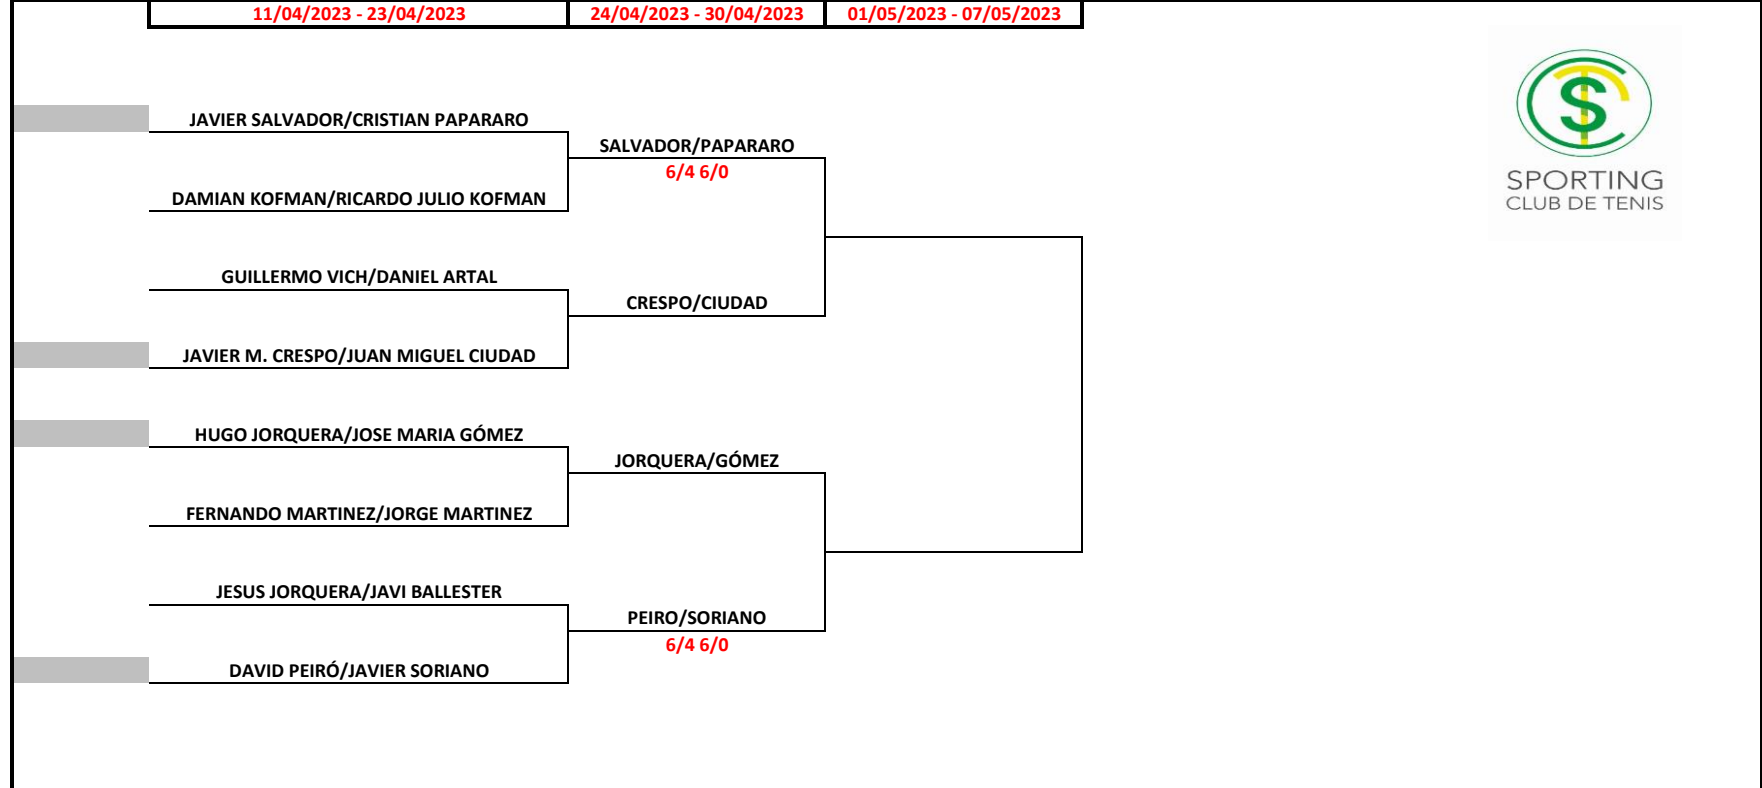 11/04/2023 - 23/04/2023 24/04/2023 - 30/04/2023 01/05/2023 - 07/05/2023
JAVIER SALVADOR/CRISTIAN PAPARARO
SALVADOR/PAPARARO
6/4 6/0
DAMIAN KOFMAN/RICARDO JULIO KOFMAN
GUILLERMO VICH/DANIEL ARTAL
CRESPO/CIUDAD
JAVIER M. CRESPO/JUAN MIGUEL CIUDAD
HUGO JORQUERA/JOSE MARIA GÓMEZ
JORQUERA/GÓMEZ
FERNANDO MARTINEZ/JORGE MARTINEZ
JESUS JORQUERA/JAVI BALLESTER
PEIRO/SORIANO
6/4 6/0
DAVID PEIRÓ/JAVIER SORIANO
SPORTING
CLUB DE TENIS